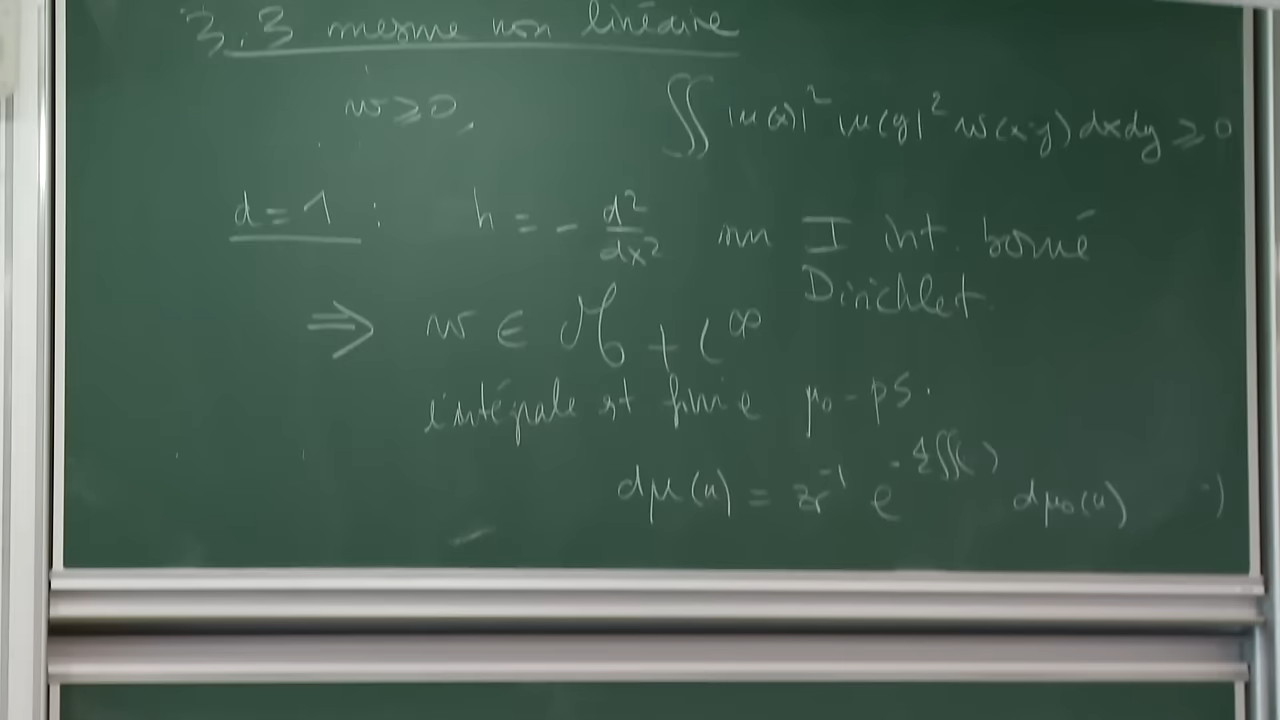 3.3 mesure non linéaire
w ≥ 0, ∬ |u(x)|² |u(y)|² w(x-y) dx dy ≥ 0
d = 1 : h = - d²/dx² sur I int. borné
Dirichlet.
⇒ w ∈ M + L^∞
l'intégrale est finie μ₀-ps.
dμ(u) = zr⁻¹ e^{-½∬( )} dμ₀(u) :)